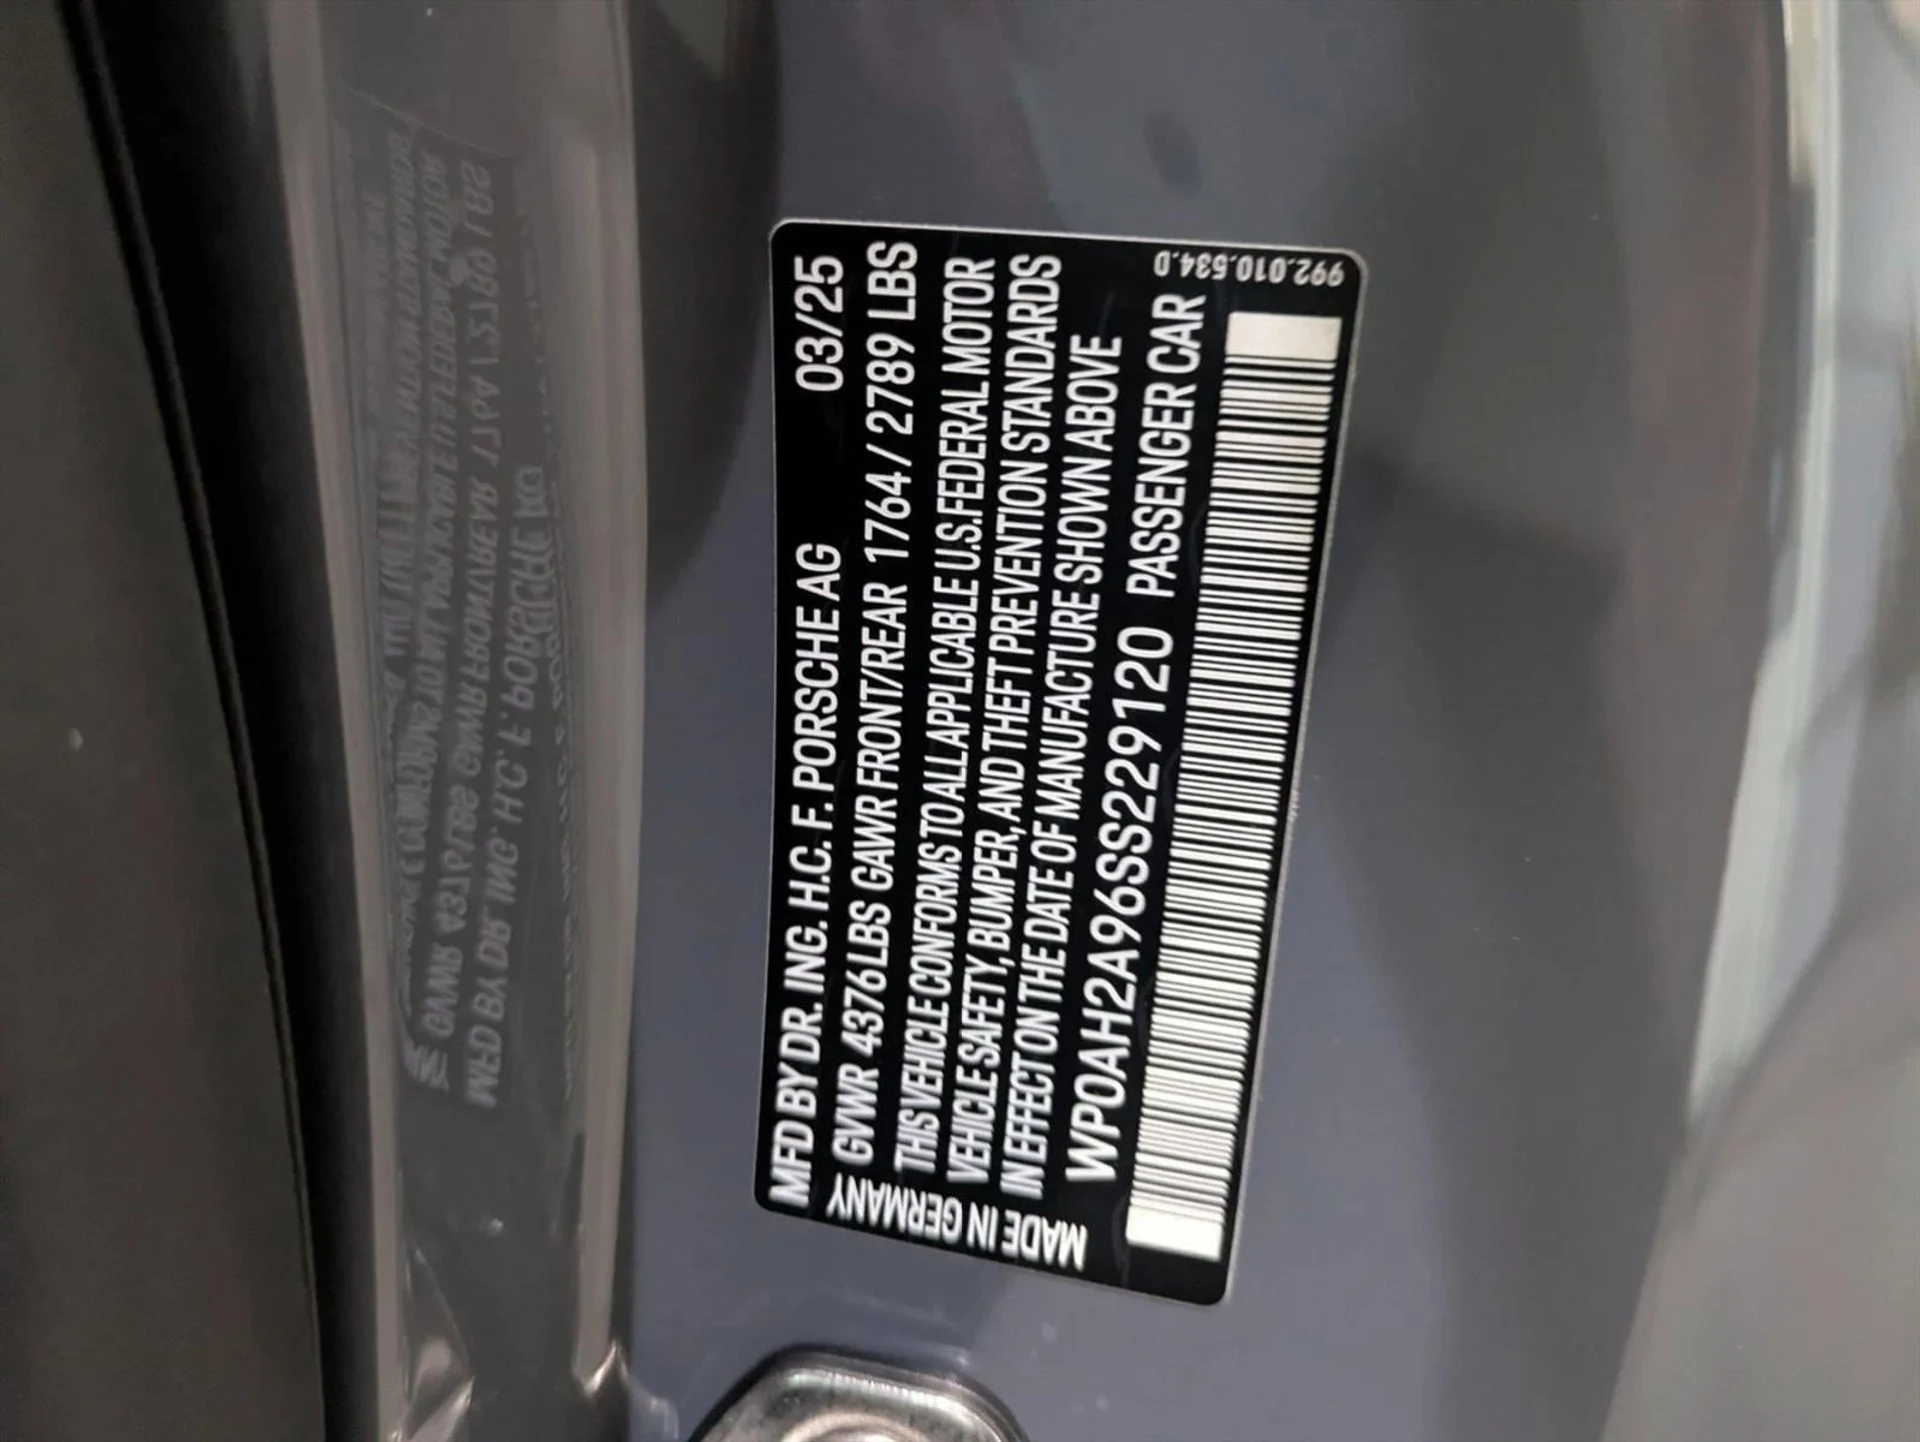 MFD BY DR. ING. H.C. F. PORSCHE AG 03/25
GVWR 4376 LBS GAWR FRONT/REAR 1764 / 2789 LBS
THIS VEHICLE CONFORMS TO ALL APPLICABLE U.S. FEDERAL MOTOR
VEHICLE SAFETY, BUMPER, AND THEFT PREVENTION STANDARDS
IN EFFECT ON THE DATE OF MANUFACTURE SHOWN ABOVE
WP0AH2A96SS229120 PASSENGER CAR
MADE IN GERMANY
992.010.534.D